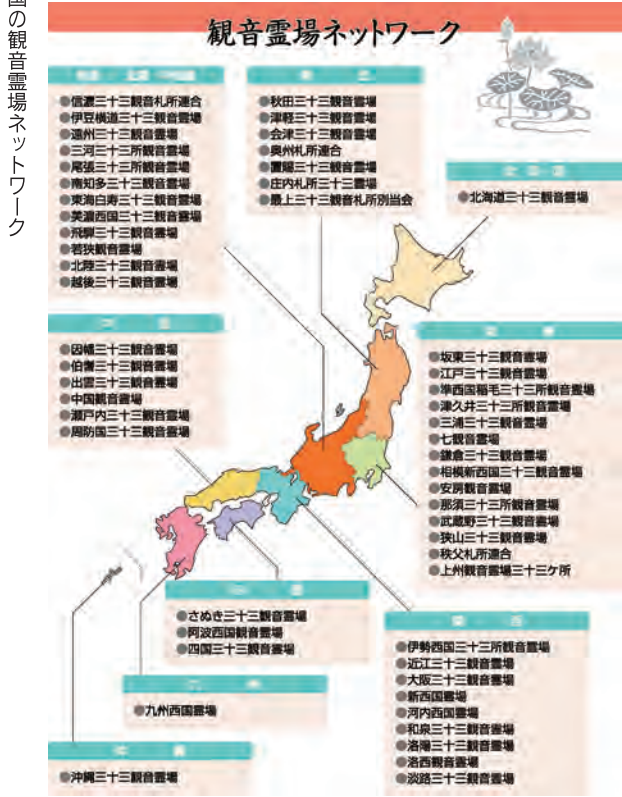 国の観音霊場ネットワーク
観音霊場ネットワーク
●信濃三十三観音札所連合
●伊豆横道三十三観音霊場
●遠州三十三観音霊場
●三河三十三所観音霊場
●尾張三十三所観音霊場
●南知多三十三観音霊場
●東海白寿三十三観音霊場
●美濃西国三十三観音霊場
●飛騨三十三観音霊場
●若狭観音霊場
●北陸三十三観音霊場
●越後三十三観音霊場
東北
●秋田三十三観音霊場
●津軽三十三観音霊場
●会津三十三観音霊場
●奥州札所連合
●置賜三十三観音霊場
●庄内札所三十三霊場
●最上三十三観音札所別当会
北海道
●北海道三十三観音霊場
中国
●因幡三十三観音霊場
●伯耆三十三観音霊場
●出雲三十三観音霊場
●中国観音霊場
●瀬戸内三十三観音霊場
●周防国三十三観音霊場
関東
●坂東三十三観音霊場
●江戸三十三観音霊場
●準西国稲毛三十三所観音霊場
●津久井三十三所観音霊場
●三浦三十三観音霊場
●七観音霊場
●鎌倉三十三観音霊場
●相模新西国三十三観音霊場
●安房観音霊場
●那須三十三所観音霊場
●武蔵野三十三観音霊場
●狭山三十三観音霊場
●秩父札所連合
●上州観音霊場三十三ケ所
四国
●さぬき三十三観音霊場
●阿波西国観音霊場
●四国三十三観音霊場
九州
●九州西国霊場
沖縄
●沖縄三十三観音霊場
関西
●伊勢西国三十三所観音霊場
●近江三十三観音霊場
●大阪三十三観音霊場
●新西国霊場
●河内西国霊場
●和泉三十三観音霊場
●洛陽三十三観音霊場
●洛西観音霊場
●淡路三十三観音霊場